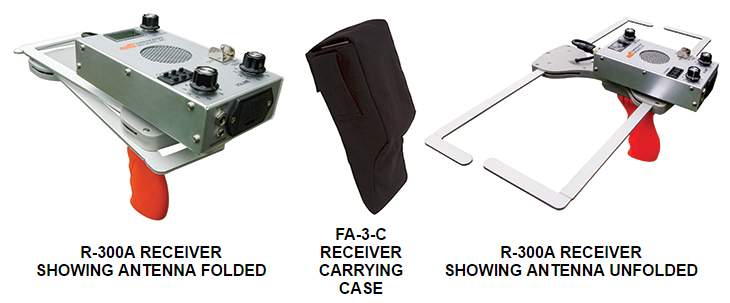 R-300A RECEIVER
SHOWING ANTENNA FOLDED
FA-3-C
RECEIVER
CARRYING
CASE
R-300A RECEIVER
SHOWING ANTENNA UNFOLDED